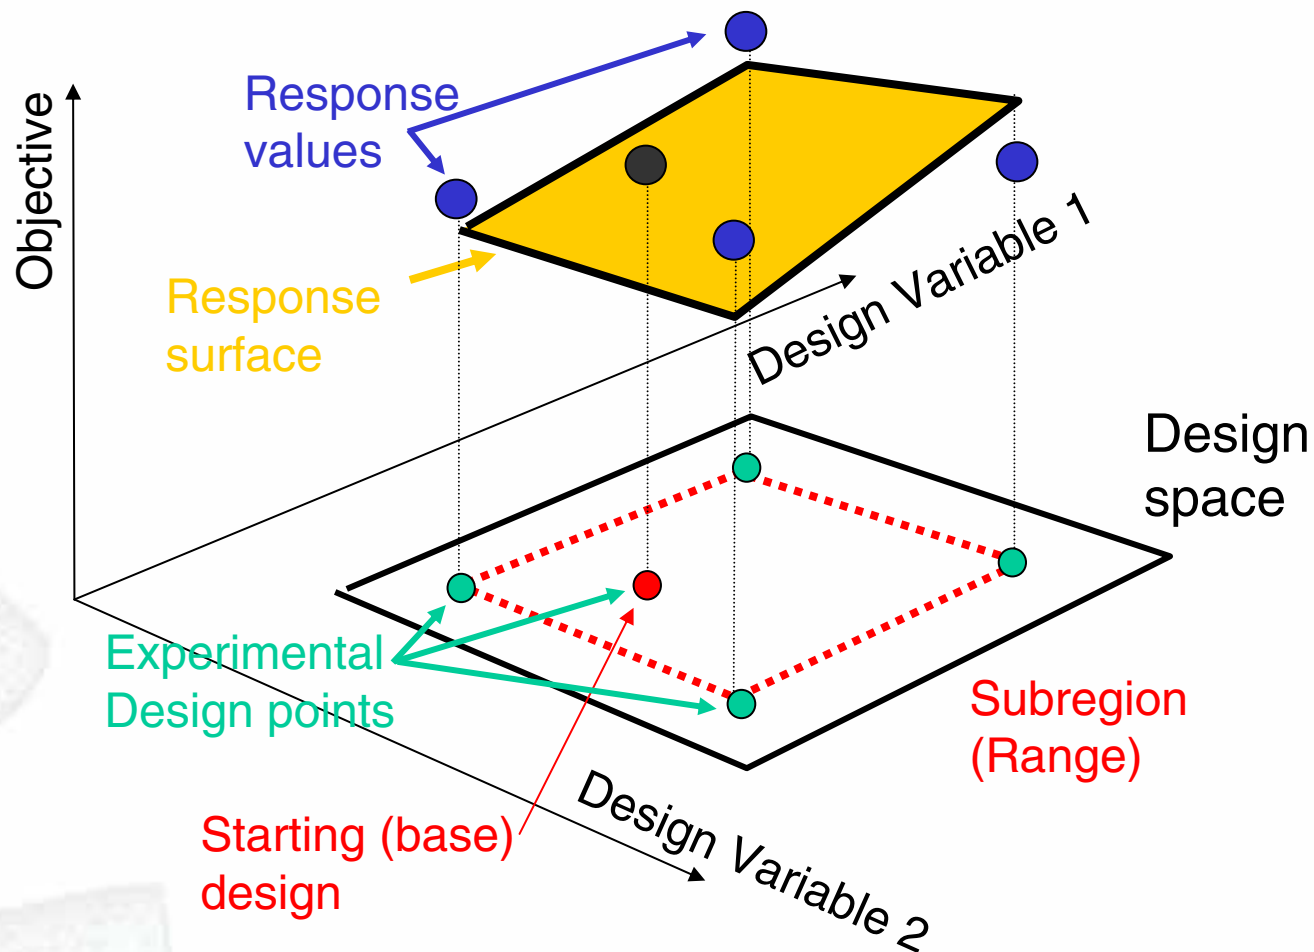 Response
values
Objective
Response
surface
Design Variable 1
Design
space
Experimental
Design points
Subregion
(Range)
Starting (base)
design
Design Variable 2